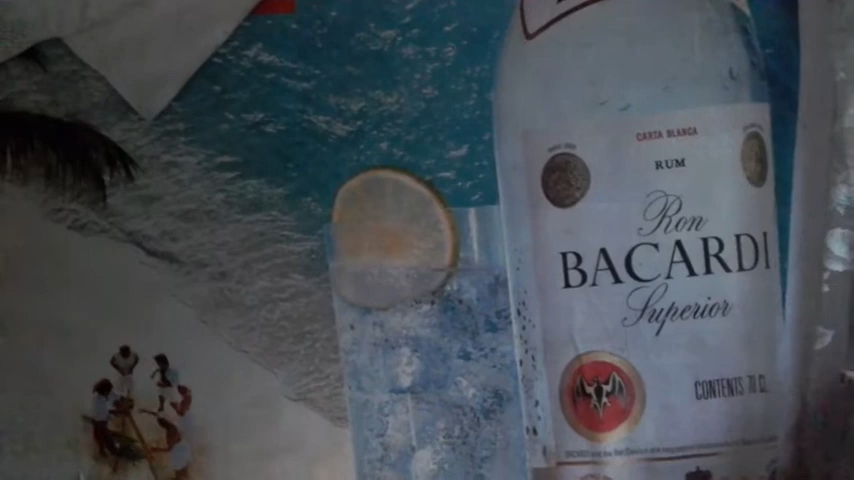 CARTA BLANCA
RUM
Ron
BACARDI
Superior
CONTENTS 70 CL.